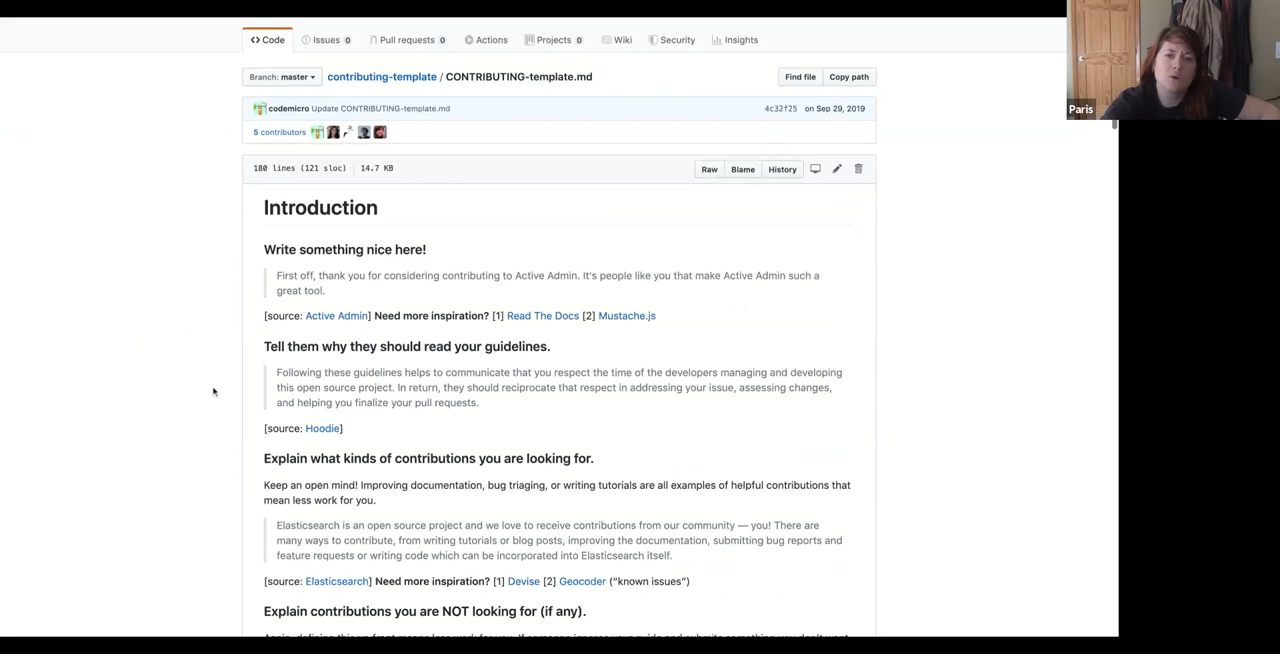 Code Issues 0 Pull requests 0 Actions Projects 0 Wiki Security Insights
Paris
Branch: master contributing-template / CONTRIBUTING-template.md Find file Copy path
codemicro Update CONTRIBUTING-template.md 4c32f25 on Sep 29, 2019
5 contributors
180 lines (121 sloc) 14.7 KB Raw Blame History
Introduction
Write something nice here!
First off, thank you for considering contributing to Active Admin. It's people like you that make Active Admin such a
great tool.
[source: Active Admin] Need more inspiration? [1] Read The Docs [2] Mustache.js
Tell them why they should read your guidelines.
Following these guidelines helps to communicate that you respect the time of the developers managing and developing
this open source project. In return, they should reciprocate that respect in addressing your issue, assessing changes,
and helping you finalize your pull requests.
[source: Hoodie]
Explain what kinds of contributions you are looking for.
Keep an open mind! Improving documentation, bug triaging, or writing tutorials are all examples of helpful contributions that
mean less work for you.
Elasticsearch is an open source project and we love to receive contributions from our community — you! There are
many ways to contribute, from writing tutorials or blog posts, improving the documentation, submitting bug reports and
feature requests or writing code which can be incorporated into Elasticsearch itself.
[source: Elasticsearch] Need more inspiration? [1] Devise [2] Geocoder (“known issues”)
Explain contributions you are NOT looking for (if any).